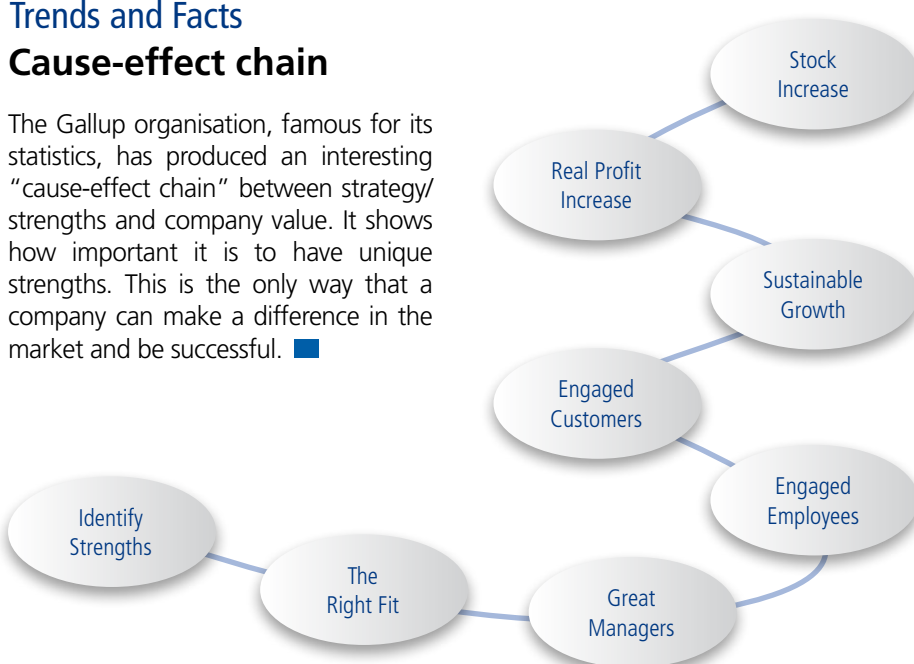 Trends and Facts
Cause-effect chain
The Gallup organisation, famous for its
statistics, has produced an interesting
“cause-effect chain” between strategy/
strengths and company value. It shows
how important it is to have unique
strengths. This is the only way that a
company can make a difference in the
market and be successful.
Stock
Increase
Real Profit
Increase
Sustainable
Growth
Engaged
Customers
Engaged
Employees
Identify
Strengths
The
Right Fit
Great
Managers